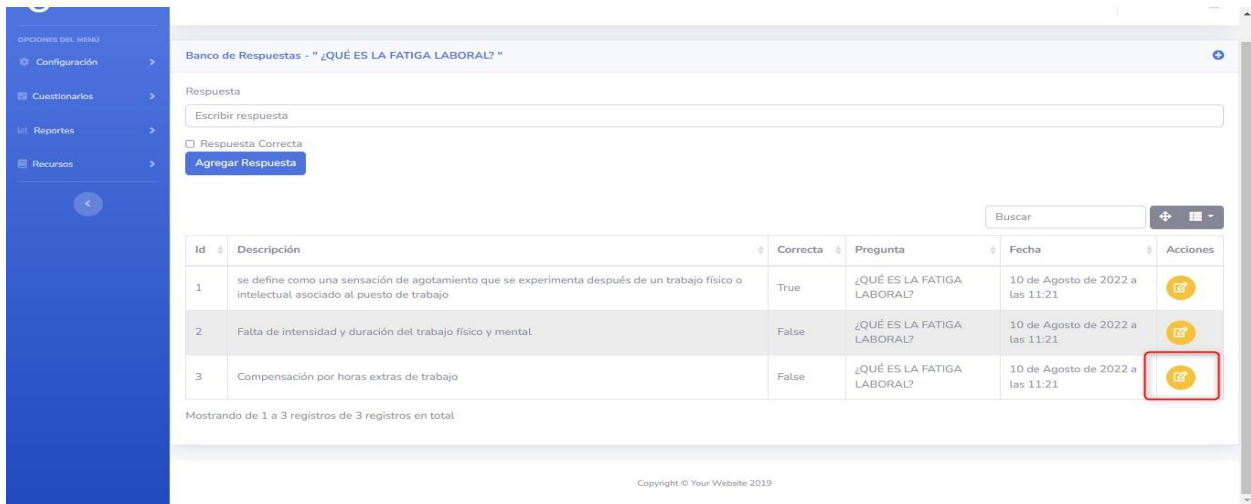 OPCIONES DEL MENÚ
Configuración
Cuestionarios
Reportes
Recursos
Banco de Respuestas - " ¿QUÉ ES LA FATIGA LABORAL? "
Respuesta
Escribir respuesta
Respuesta Correcta
Agregar Respuesta
Buscar
Id Descripción Correcta Pregunta Fecha Acciones
1 se define como una sensación de agotamiento que se experimenta después de un trabajo físico o intelectual asociado al puesto de trabajo True ¿QUÉ ES LA FATIGA LABORAL? 10 de Agosto de 2022 a las 11:21
2 Falta de intensidad y duración del trabajo físico y mental False ¿QUÉ ES LA FATIGA LABORAL? 10 de Agosto de 2022 a las 11:21
3 Compensación por horas extras de trabajo False ¿QUÉ ES LA FATIGA LABORAL? 10 de Agosto de 2022 a las 11:21
Mostrando de 1 a 3 registros de 3 registros en total
Copyright © Your Website 2019